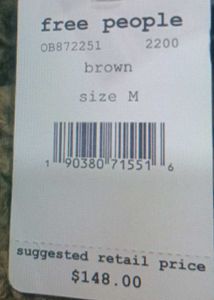 free people
OB872251 2200
brown
size M
1 90380 71551 6
suggested retail price
$148.00